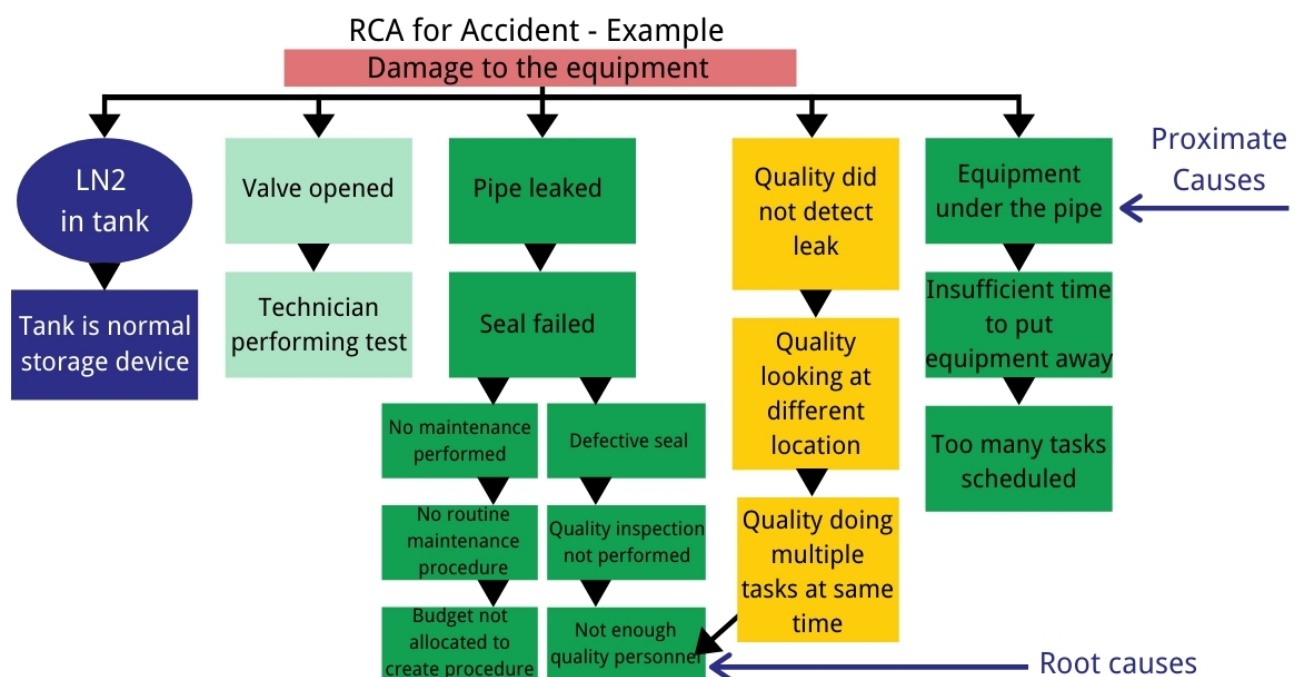 RCA for Accident - Example
Damage to the equipment
LN2
in tank
Tank is normal
storage device
Valve opened
Technician
performing test
Pipe leaked
Seal failed
No maintenance
performed
No routine
maintenance
procedure
Budget not
allocated to
create procedure
Defective seal
Quality inspection
not performed
Not enough
quality personnel
Quality did
not detect
leak
Quality
looking at
different
location
Quality doing
multiple
tasks at same
time
Equipment
under the pipe
Insufficient time
to put
equipment away
Too many tasks
scheduled
Proximate
Causes
Root causes